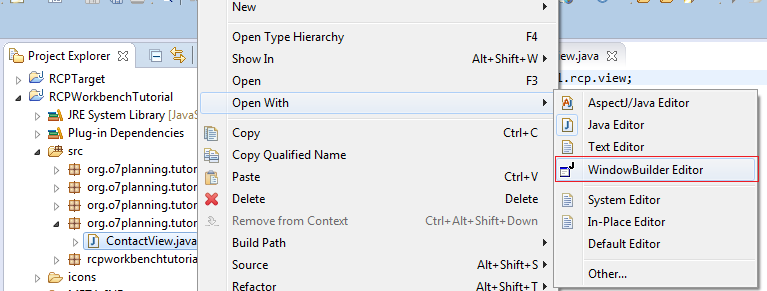 Project Explorer
RCPTarget
RCPWorkbenchTutorial
JRE System Library [JavaS
Plug-in Dependencies
src
org.o7planning.tutor
org.o7planning.tutor
org.o7planning.tutor
org.o7planning.tutor
ContactView.java
rcpworkbenchtutoria
icons
New
Open Type Hierarchy F4
Show In Alt+Shift+W
Open F3
Open With
Copy Ctrl+C
Copy Qualified Name
Paste Ctrl+V
Delete Delete
Remove from Context Ctrl+Alt+Shift+Down
Build Path
Source Alt+Shift+S
Refactor Alt+Shift+T
ew.java
l.rcp.view;
AspectJ/Java Editor
Java Editor
Text Editor
WindowBuilder Editor
System Editor
In-Place Editor
Default Editor
Other...